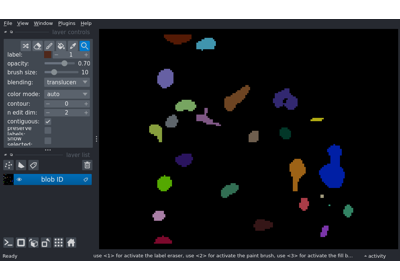 File View Window Plugins Help
layer controls
label: 1
opacity: 0.70
brush size: 10
blending: translucen
color mode: auto
contour: 0
n edit dim: 2
contiguous:
preserve labels:
show selected:
layer list
blob ID
Ready use <1> for activate the label eraser, use <2> for activate the paint brush, use <3> for activate the fill b... activity